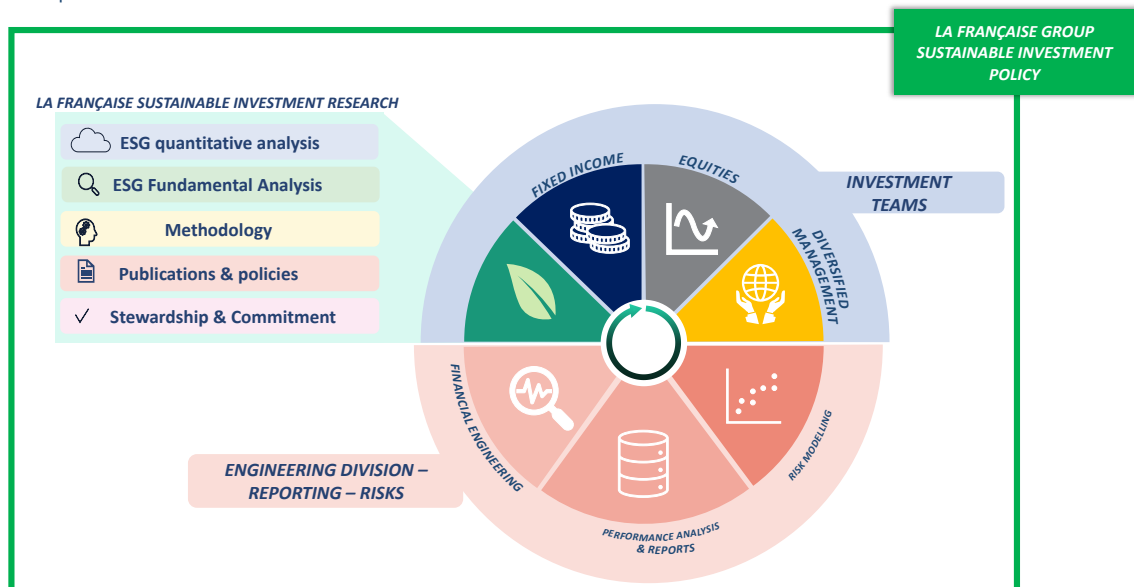 LA FRANÇAISE GROUP
SUSTAINABLE INVESTMENT
POLICY
LA FRANÇAISE SUSTAINABLE INVESTMENT RESEARCH
ESG quantitative analysis
ESG Fundamental Analysis
Methodology
Publications & policies
Stewardship & Commitment
FIXED INCOME
EQUITIES
DIVERSIFIED
MANAGEMENT
INVESTMENT
TEAMS
FINANCIAL ENGINEERING
PERFORMANCE ANALYSIS
& REPORTS
RISK MODELLING
ENGINEERING DIVISION –
REPORTING – RISKS